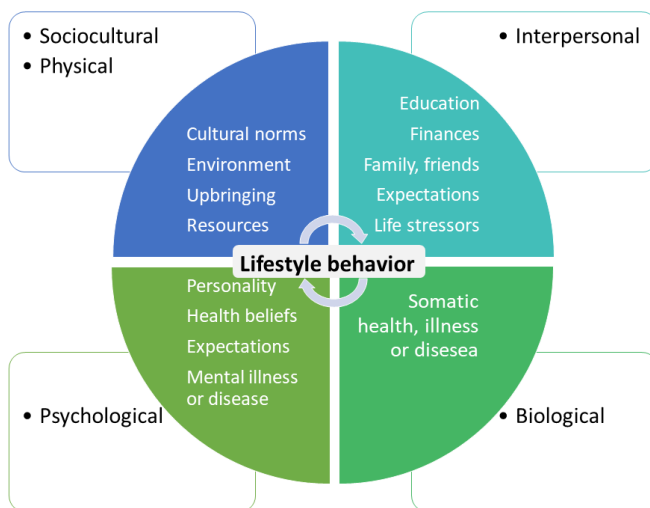 • Sociocultural
• Physical
• Interpersonal
Cultural norms
Environment
Upbringing
Resources
Education
Finances
Family, friends
Expectations
Life stressors
Lifestyle behavior
Personality
Health beliefs
Expectations
Mental illness
or disease
Somatic
health, illness
or disesea
• Psychological
• Biological